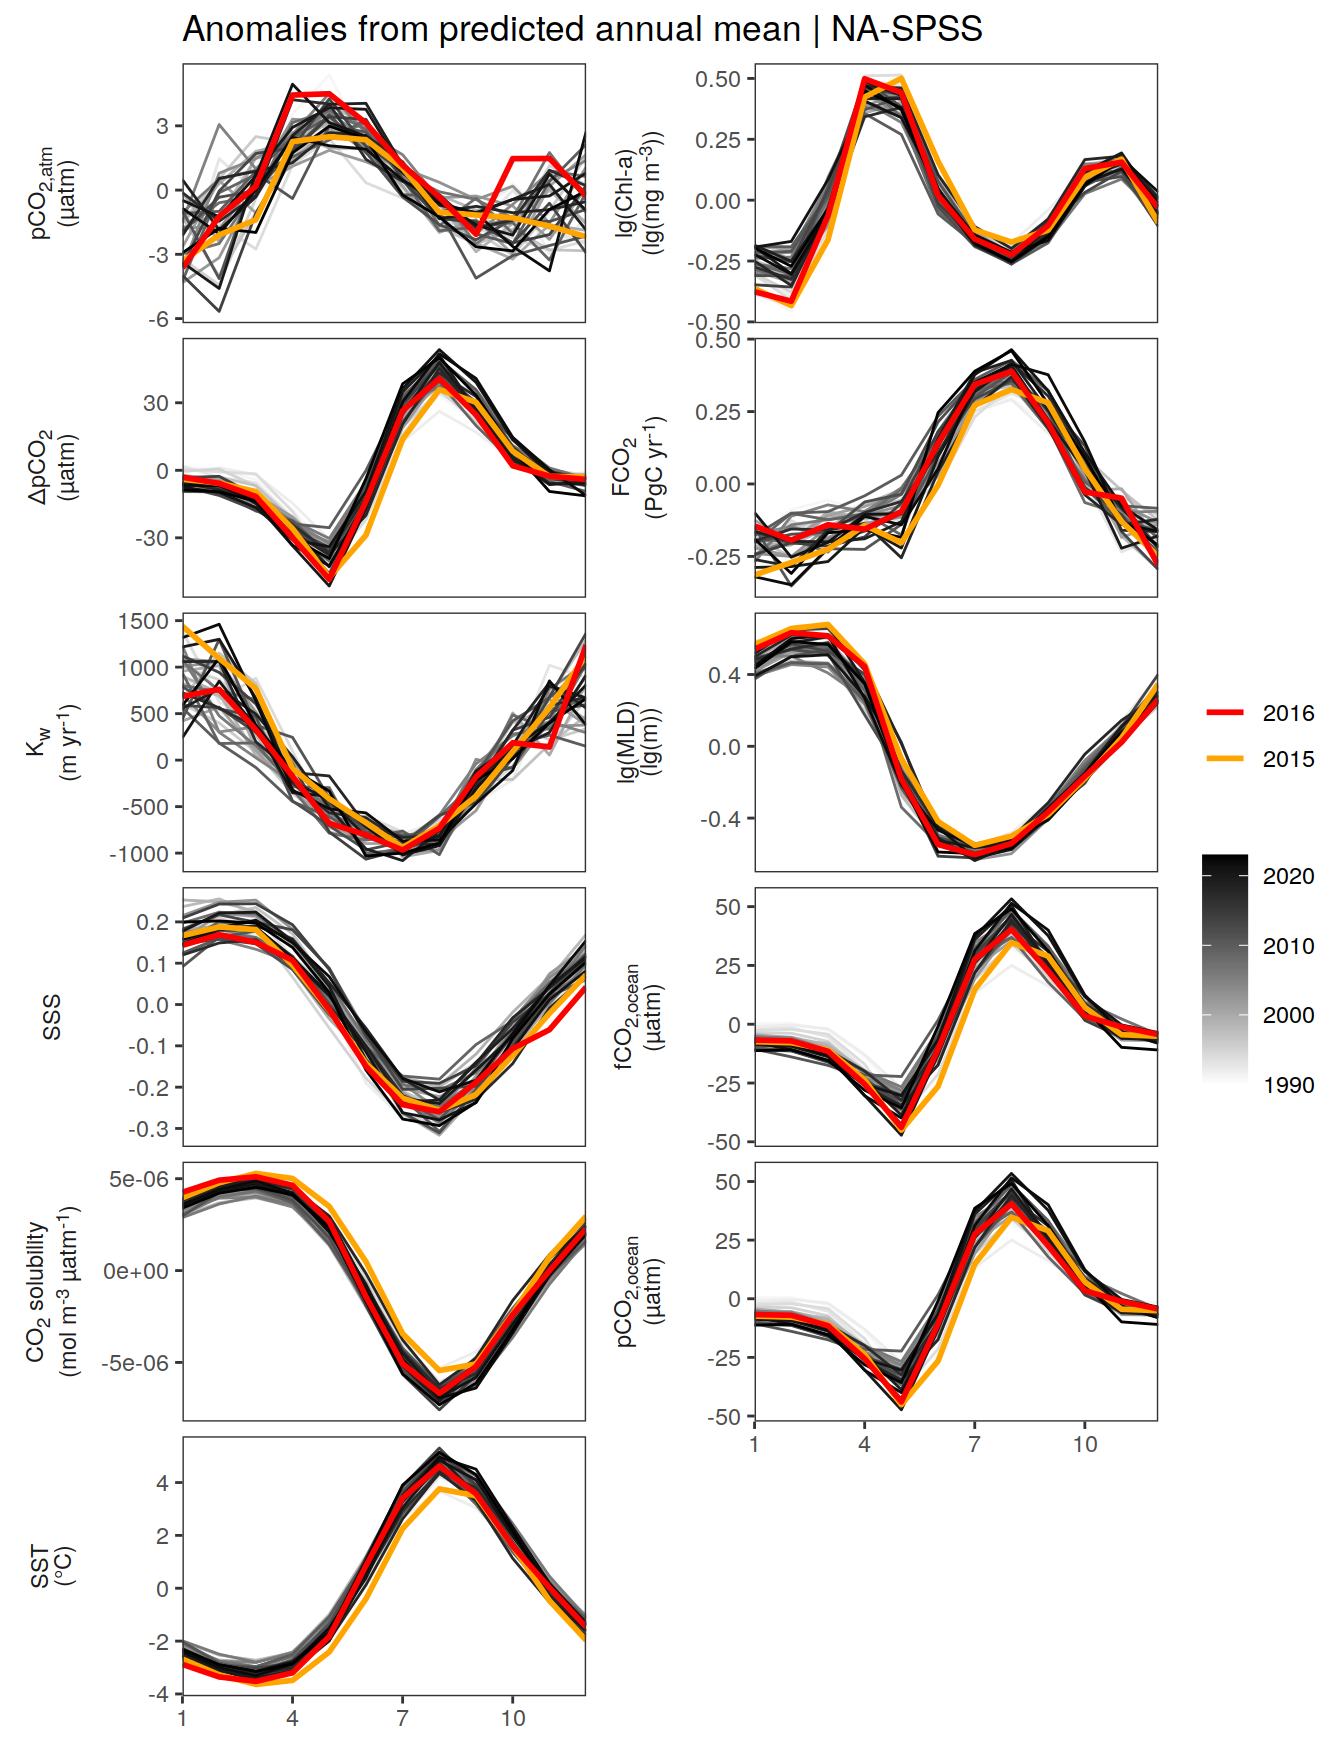 Anomalies from predicted annual mean | NA-SPSS
pCO2,atm
(µatm)
3
0
-3
-6
lg(Chl-a)
(lg(mg m-3))
0.50
0.25
0.00
-0.25
-0.50
ΔpCO2
(µatm)
30
0
-30
FCO2
(PgC yr-1)
0.50
0.25
0.00
-0.25
Kw
(m yr-1)
1500
1000
500
0
-500
-1000
lg(MLD)
(lg(m))
0.4
0.0
-0.4
SSS
0.2
0.1
0.0
-0.1
-0.2
-0.3
fCO2,ocean
(µatm)
50
25
0
-25
-50
CO2 solubility
(mol m-3 µatm-1)
5e-06
0e+00
-5e-06
pCO2,ocean
(µatm)
50
25
0
-25
-50
1 4 7 10
SST
(°C)
4
2
0
-2
-4
1 4 7 10
2016
2015
2020
2010
2000
1990